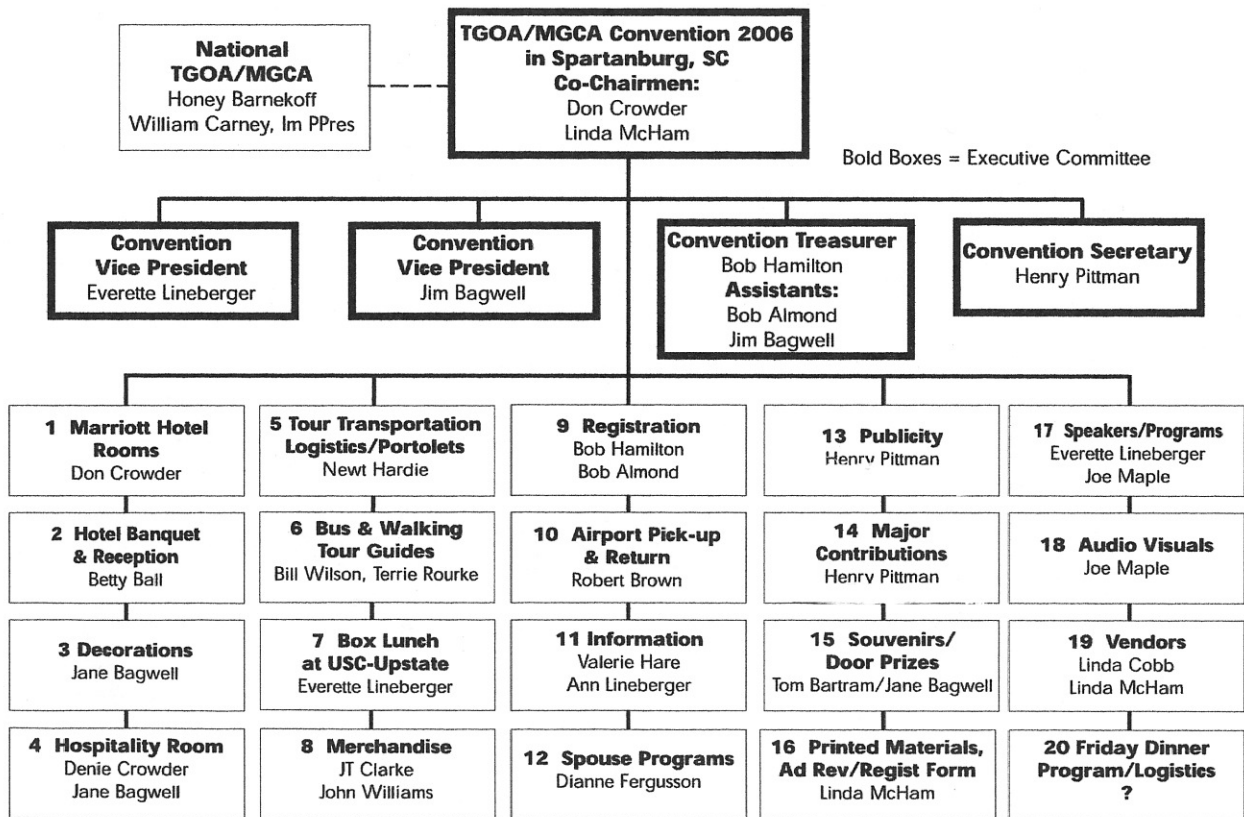 National
TGOA/MGCA
Honey Barnekoff
William Carney, Im PPres
TGOA/MGCA Convention 2006
in Spartanburg, SC
Co-Chairmen:
Don Crowder
Linda McHam
Bold Boxes = Executive Committee
Convention
Vice President
Everette Lineberger
Convention
Vice President
Jim Bagwell
Convention Treasurer
Bob Hamilton
Assistants:
Bob Almond
Jim Bagwell
Convention Secretary
Henry Pittman
1 Marriott Hotel
Rooms
Don Crowder
2 Hotel Banquet
& Reception
Betty Ball
3 Decorations
Jane Bagwell
4 Hospitality Room
Denie Crowder
Jane Bagwell
5 Tour Transportation
Logistics/Portolets
Newt Hardie
6 Bus & Walking
Tour Guides
Bill Wilson, Terrie Rourke
7 Box Lunch
at USC-Upstate
Everette Lineberger
8 Merchandise
JT Clarke
John Williams
9 Registration
Bob Hamilton
Bob Almond
10 Airport Pick-up
& Return
Robert Brown
11 Information
Valerie Hare
Ann Lineberger
12 Spouse Programs
Dianne Fergusson
13 Publicity
Henry Pittman
14 Major
Contributions
Henry Pittman
15 Souvenirs/
Door Prizes
Tom Bartram/Jane Bagwell
16 Printed Materials,
Ad Rev/Regist Form
Linda McHam
17 Speakers/Programs
Everette Lineberger
Joe Maple
18 Audio Visuals
Joe Maple
19 Vendors
Linda Cobb
Linda McHam
20 Friday Dinner
Program/Logistics
?